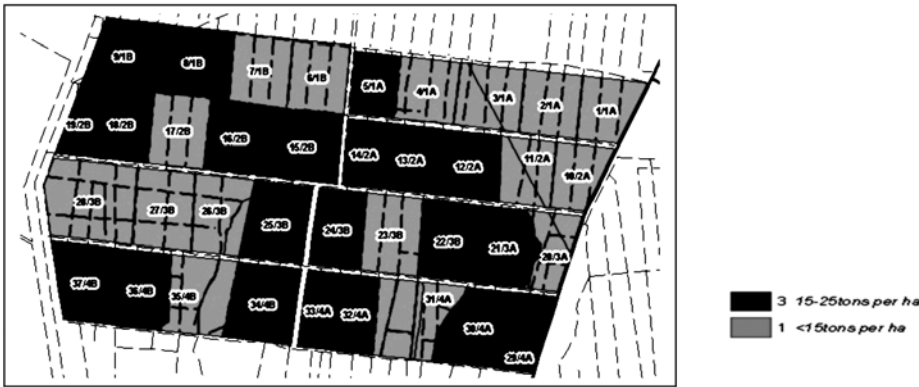 9/1B 8/1B 7/1B 6/1B 5/1A 4/1A 3/1A 2/1A 1/1A
19/2B 18/2B 17/2B 16/2B 15/2B 14/2A 13/2A 12/2A 11/2A 10/2A
28/3B 27/3B 26/3B 25/3B 24/3B 23/3B 22/3B 21/3A 20/3A
37/4B 36/4B 35/4B 34/4B 33/4A 32/4A 31/4A 30/4A 29/4A
3 15-25tons per ha
1 <15tons per ha